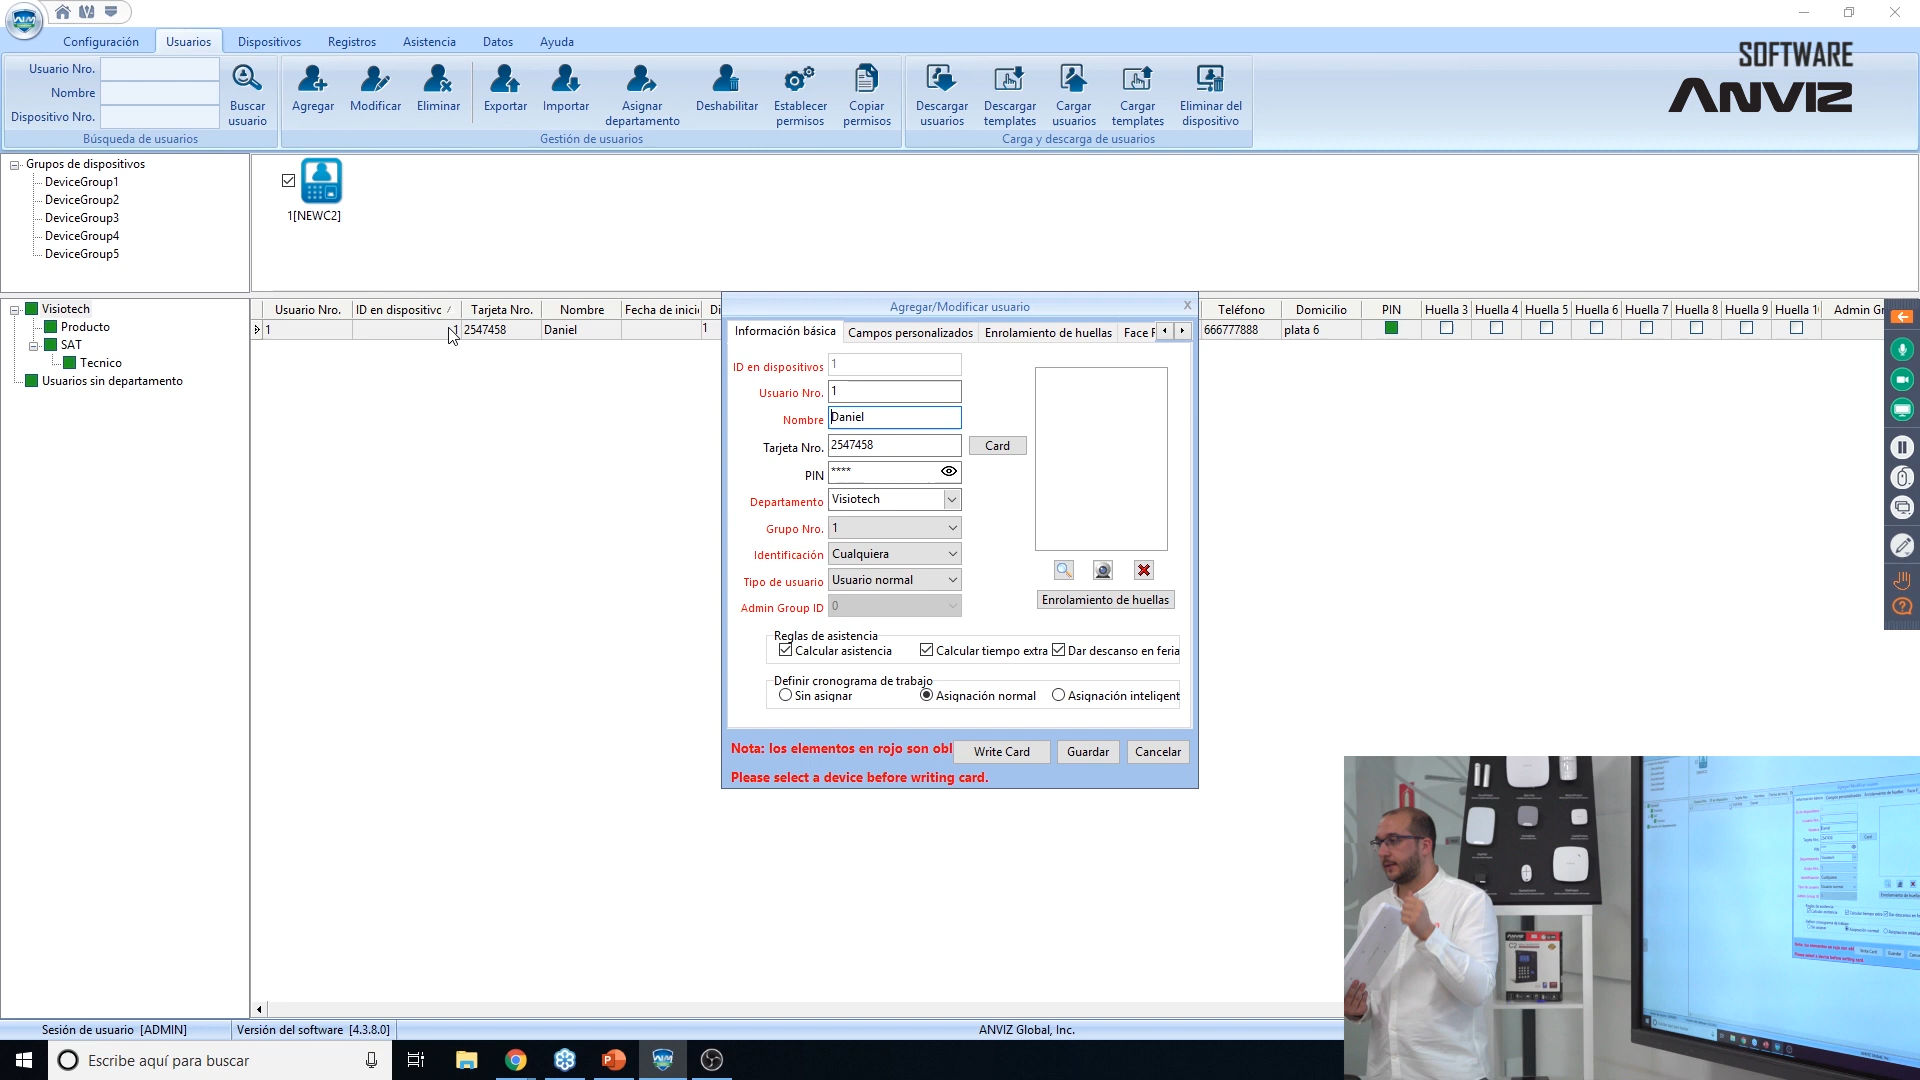 Configuración
Usuarios
Dispositivos
Registros
Asistencia
Datos
Ayuda
SOFTWARE
ANVIZ
Usuario Nro.
Nombre
Dispositivo Nro.
Buscar
usuario
Búsqueda de usuarios
Agregar
Modificar
Eliminar
Exportar
Importar
Asignar
departamento
Deshabilitar
Establecer
permisos
Copiar
permisos
Gestión de usuarios
Descargar
usuarios
Descargar
templates
Cargar
usuarios
Cargar
templates
Eliminar del
dispositivo
Carga y descarga de usuarios
Grupos de dispositivos
DeviceGroup1
DeviceGroup2
DeviceGroup3
DeviceGroup4
DeviceGroup5
1[NEWC2]
Visiotech
Producto
SAT
Tecnico
Usuarios sin departamento
Usuario Nro. ID en dispositivo Tarjeta Nro. Nombre Fecha de inici Di Teléfono Domicilio PIN Huella 3 Huella 4 Huella 5 Huella 6 Huella 7 Huella 8 Huella 9 Huella 1 Admin Gr
1 1 2547458 Daniel 1 666777888 plata 6
Agregar/Modificar usuario
x
Información básica Campos personalizados Enrolamiento de huellas Face F
ID en dispositivos 1
Usuario Nro. 1
Nombre Daniel
Tarjeta Nro. 2547458 Card
PIN ****
Departamento Visiotech
Grupo Nro. 1
Identificación Cualquiera
Tipo de usuario Usuario normal
Admin Group ID 0
Enrolamiento de huellas
Reglas de asistencia
Calcular asistencia Calcular tiempo extra Dar descanso en feria
Definir cronograma de trabajo
Sin asignar Asignación normal Asignación inteligent
Nota: los elementos en rojo son obl
Write Card Guardar Cancelar
Please select a device before writing card.
Sesión de usuario [ADMIN] Versión del software [4.3.8.0] ANVIZ Global, Inc.
Escribe aquí para buscar